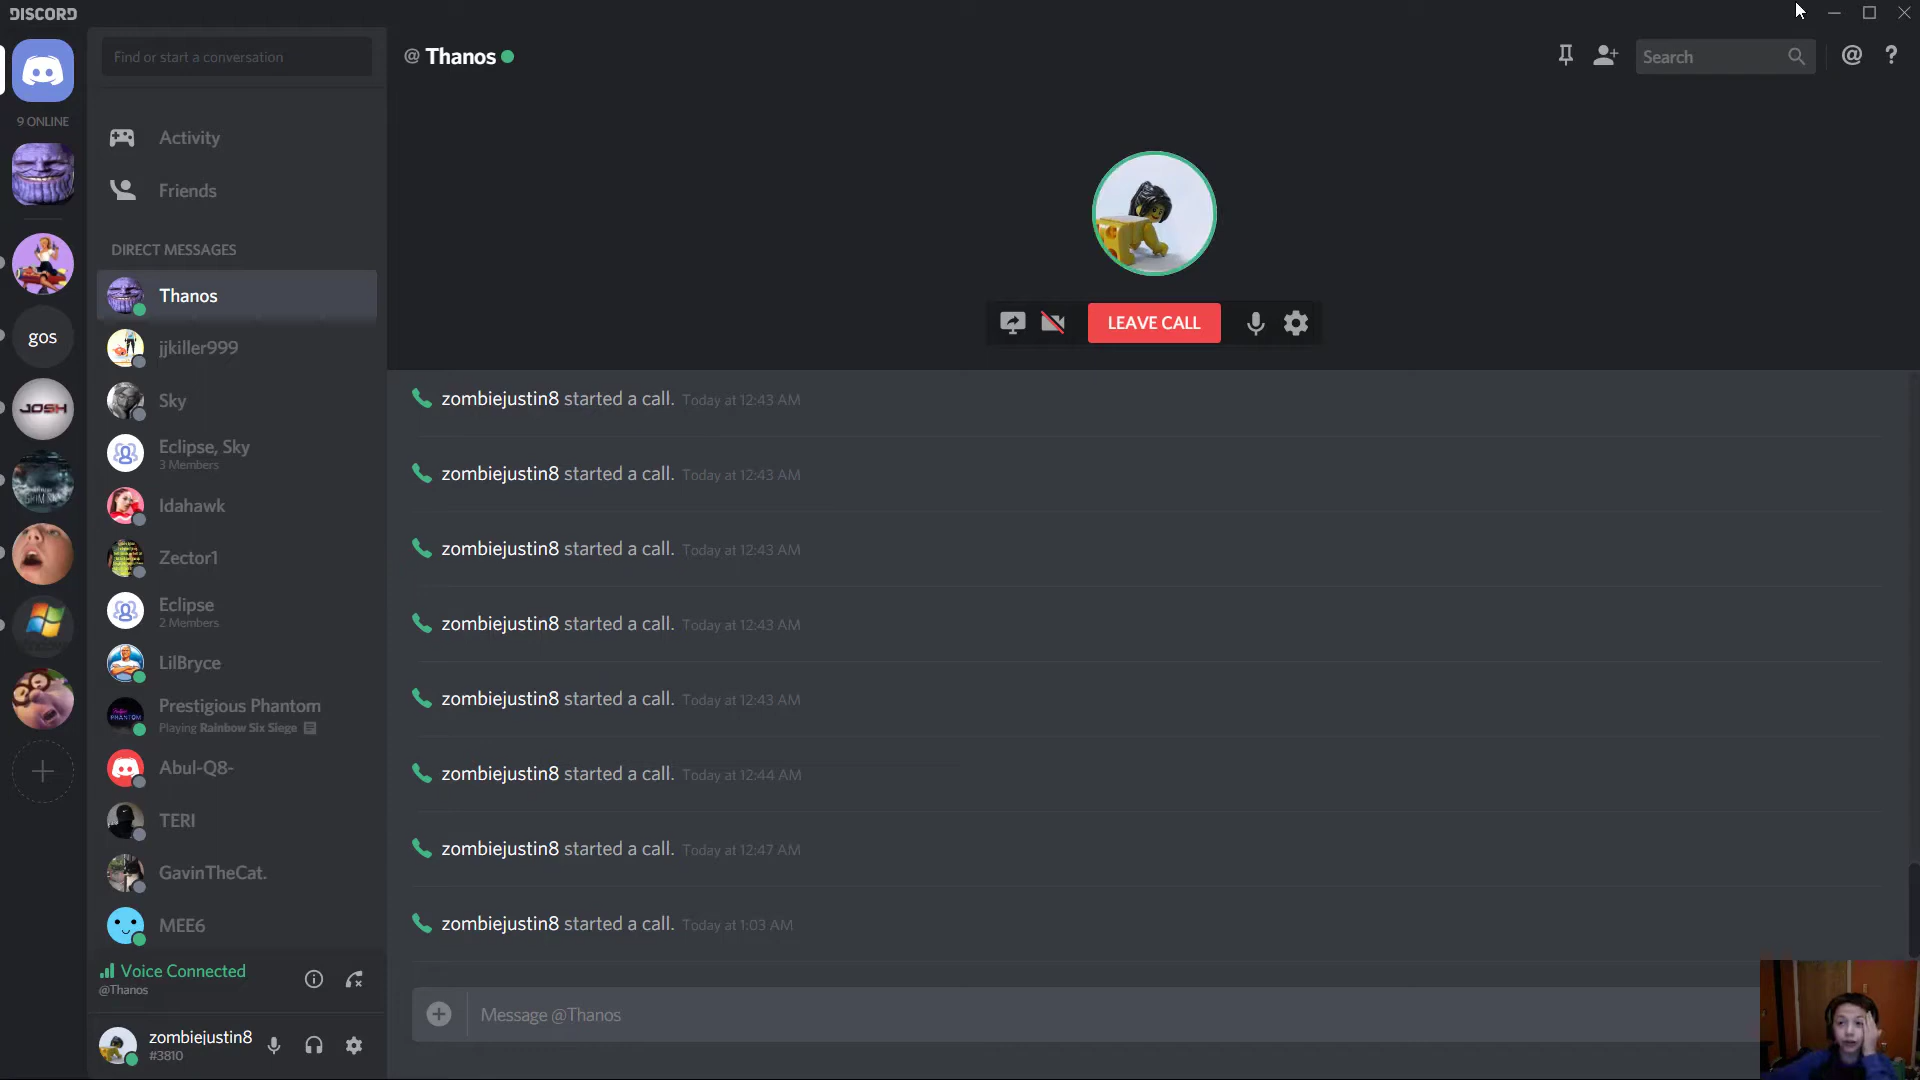 DISCORD
Find or start a conversation
@ Thanos
Search
9 ONLINE
Activity
Friends
DIRECT MESSAGES
Thanos
jjkiller999
gos
Sky
JOSH
Eclipse, Sky
3 Members
Idahawk
Zector1
Eclipse
2 Members
LilBryce
Prestigious Phantom
Playing Rainbow Six Siege
Abul-Q8-
TERI
GavinTheCat.
MEE6
Voice Connected
@Thanos
zombiejustin8
#3810
LEAVE CALL
zombiejustin8 started a call. Today at 12:43 AM
zombiejustin8 started a call. Today at 12:43 AM
zombiejustin8 started a call. Today at 12:43 AM
zombiejustin8 started a call. Today at 12:43 AM
zombiejustin8 started a call. Today at 12:43 AM
zombiejustin8 started a call. Today at 12:44 AM
zombiejustin8 started a call. Today at 12:47 AM
zombiejustin8 started a call. Today at 1:03 AM
Message @Thanos